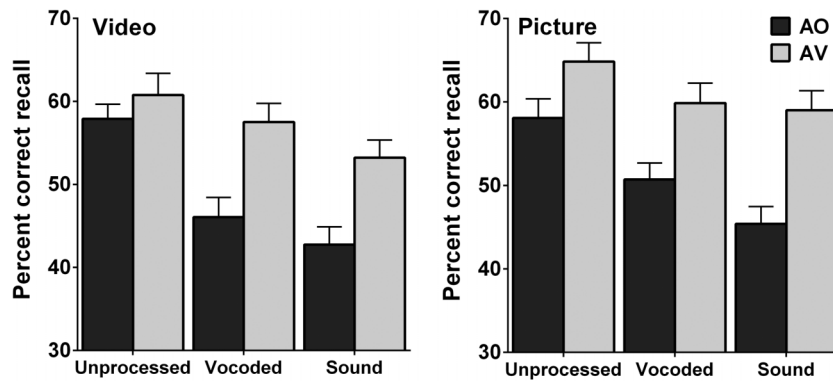 Video
Percent correct recall
70
60
50
40
30
Unprocessed Vocoded Sound
Picture
AO
AV
Percent correct recall
70
60
50
40
30
Unprocessed Vocoded Sound